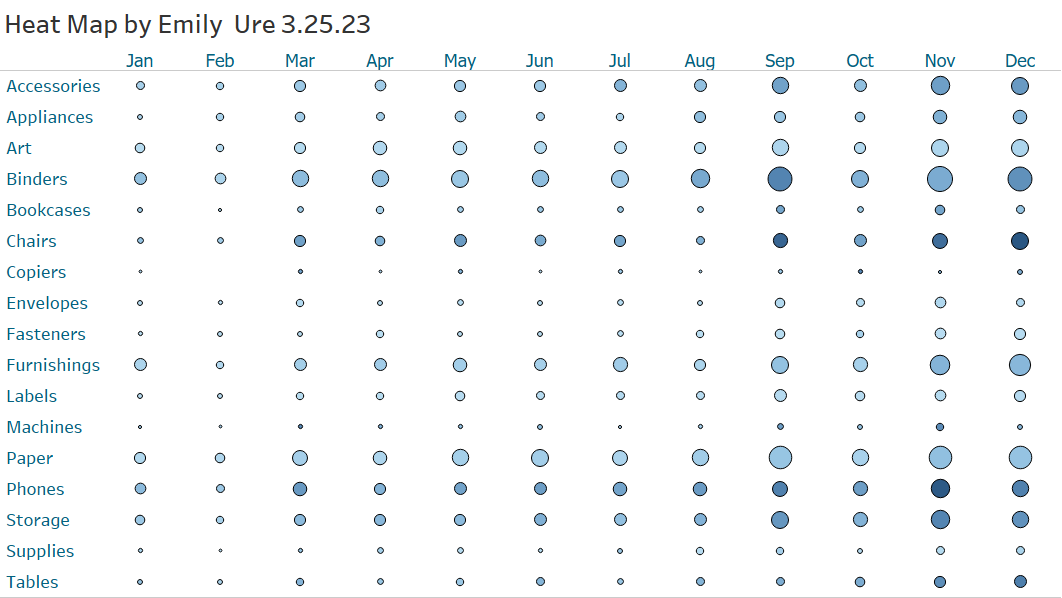 Heat Map by Emily  Ure 3.25.23
Jan Feb Mar Apr May Jun Jul Aug Sep Oct Nov Dec
Accessories
Appliances
Art
Binders
Bookcases
Chairs
Copiers
Envelopes
Fasteners
Furnishings
Labels
Machines
Paper
Phones
Storage
Supplies
Tables